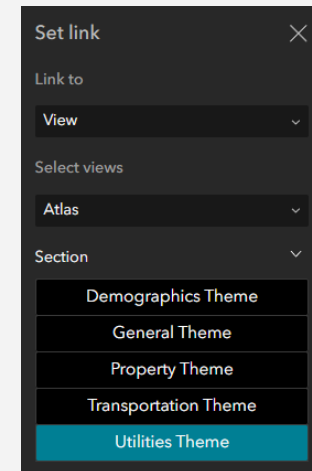 Set link
Link to
View
Select views
Atlas
Section
Demographics Theme
General Theme
Property Theme
Transportation Theme
Utilities Theme